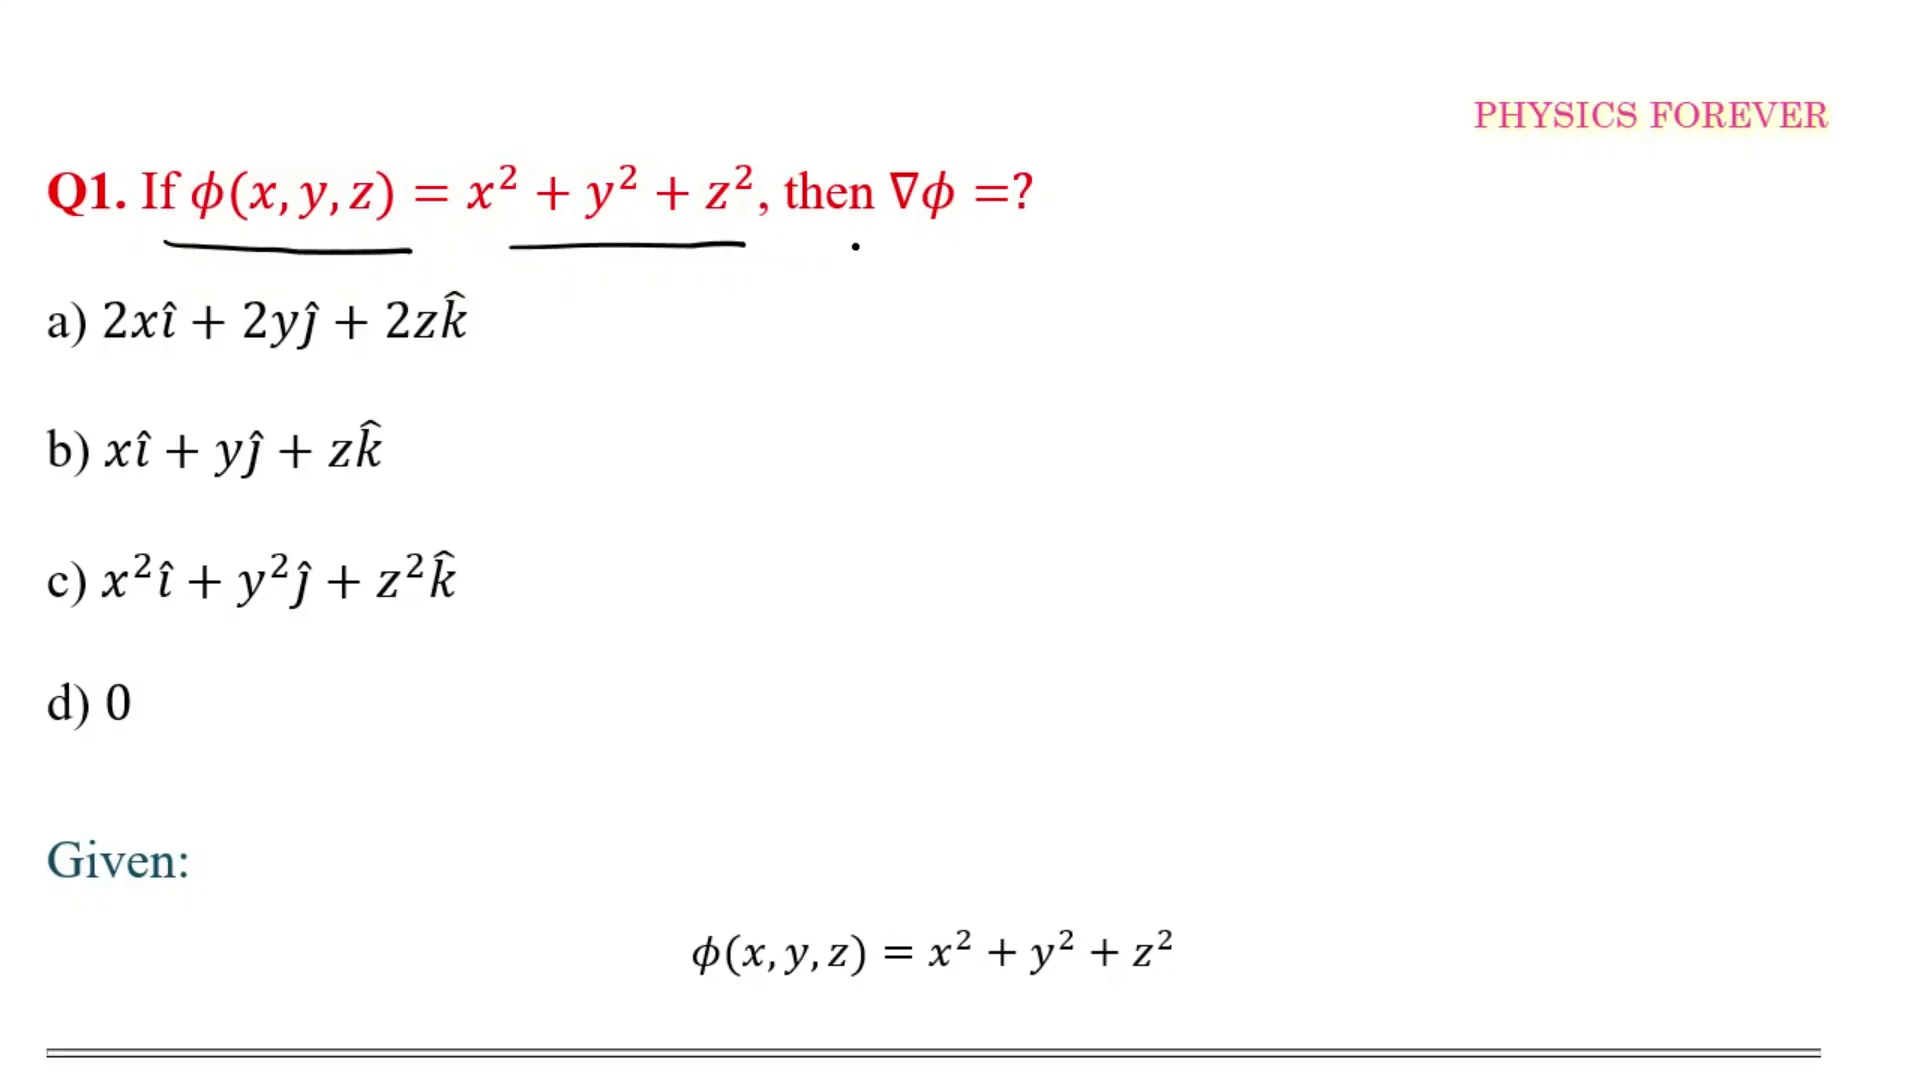 PHYSICS FOREVER
Q1. If ϕ(x, y, z) = x² + y² + z², then ∇ϕ =?
a) 2xî + 2yĵ + 2zk̂
b) xî + yĵ + zk̂
c) x²î + y²ĵ + z²k̂
d) 0
Given:
ϕ(x, y, z) = x² + y² + z²